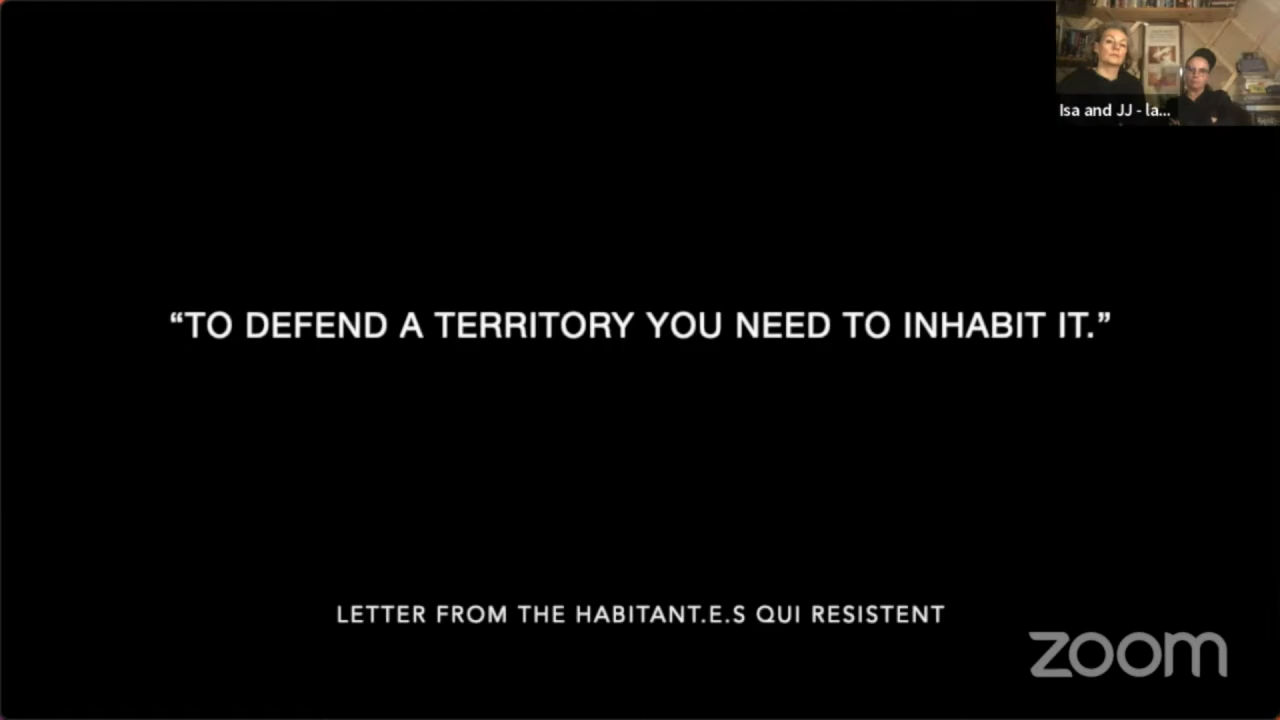 Isa and JJ - la...
“TO DEFEND A TERRITORY YOU NEED TO INHABIT IT.”
LETTER FROM THE HABITANT.E.S QUI RESISTENT
zoom